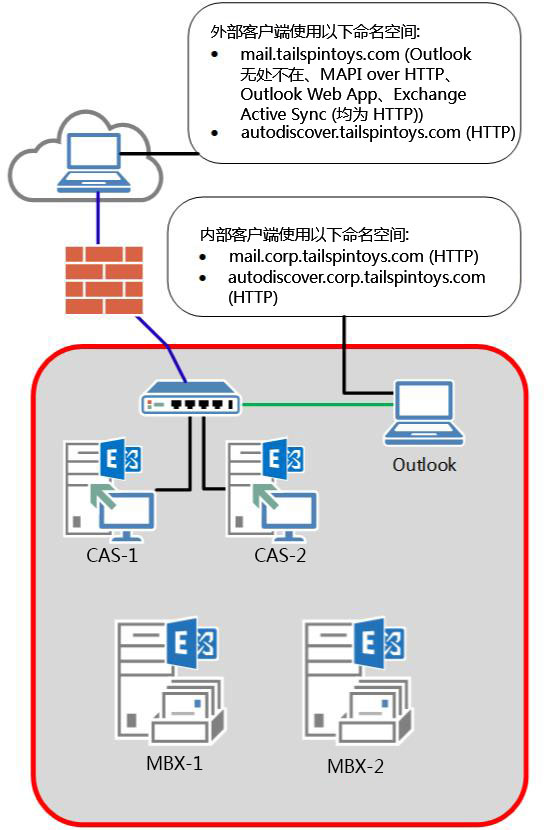 外部客户端使用以下命名空间:
• mail.tailspintoys.com (Outlook
无处不在、MAPI over HTTP、
Outlook Web App、Exchange
Active Sync (均为 HTTP))
• autodiscover.tailspintoys.com (HTTP)
内部客户端使用以下命名空间:
• mail.corp.tailspintoys.com (HTTP)
• autodiscover.corp.tailspintoys.com
(HTTP)
Outlook
E
E
CAS-1
CAS-2
E
E
MBX-1
MBX-2